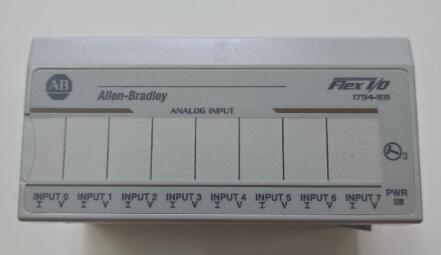 AB Allen-Bradley Flex I/O
1794-IE8
ANALOG INPUT
3
INPUT 0 INPUT 1 INPUT 2 INPUT 3 INPUT 4 INPUT 5 INPUT 6 INPUT 7 PWR
I V I V I V I V I V I V I V I V